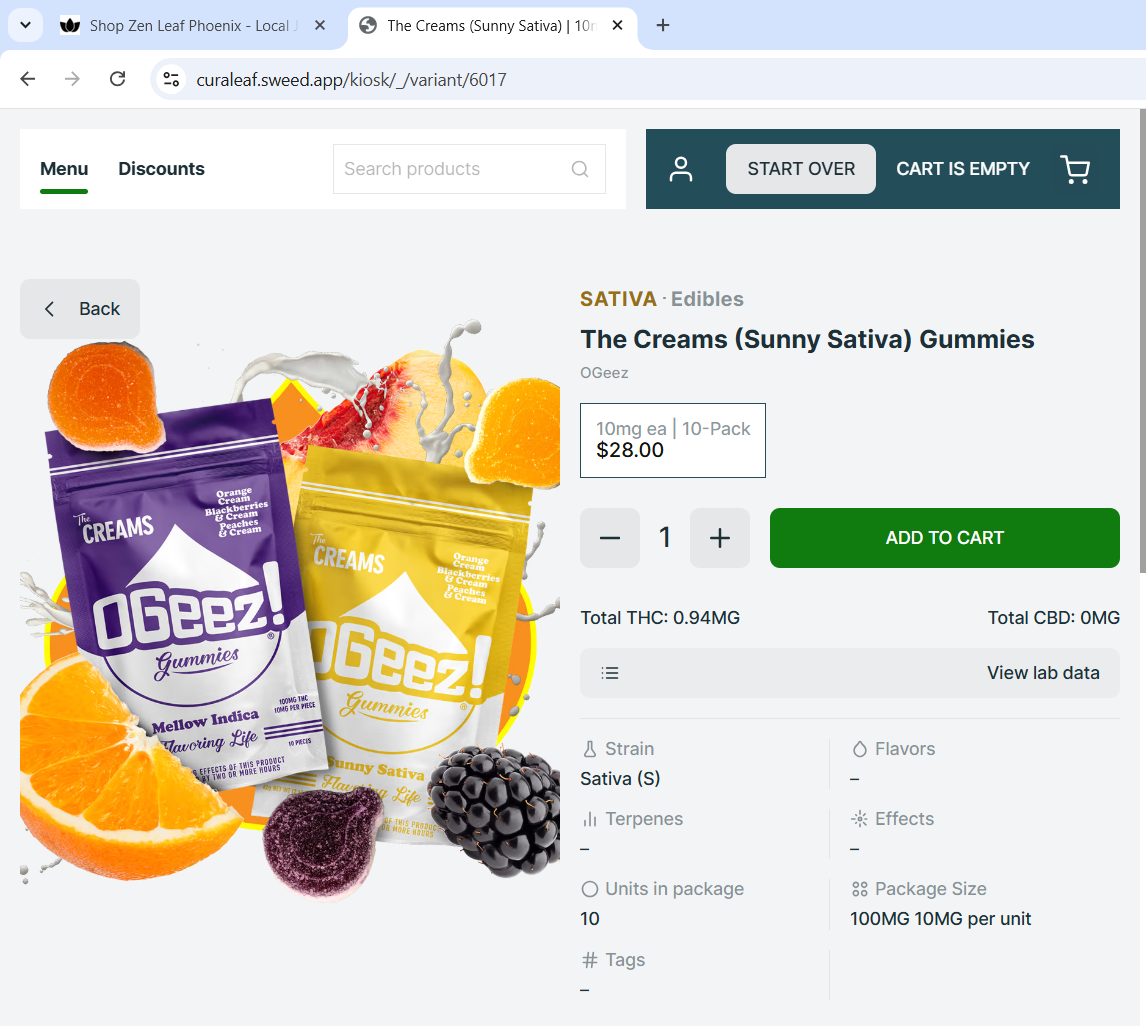 Shop Zen Leaf Phoenix - Local J
The Creams (Sunny Sativa) | 10m
curaleaf.sweed.app/kiosk/_/variant/6017
Menu
Discounts
Search products
START OVER
CART IS EMPTY
Back
SATIVA · Edibles
The Creams (Sunny Sativa) Gummies
OGeez
10mg ea | 10-Pack
$28.00
1
ADD TO CART
Total THC: 0.94MG
Total CBD: 0MG
View lab data
Strain
Sativa (S)
Flavors
–
Terpenes
–
Effects
–
Units in package
10
Package Size
100MG 10MG per unit
Tags
–
The
CREAMS
Orange
Cream
Blackberries
& Cream
Peaches
& Cream
OGeez!
®
Gummies
100MG THC
10MG PER PIECE
Mellow Indica
Flavoring Life
10 PIECES
EFFECTS OF THIS PRODUCT
BY TWO OR MORE HOURS
The
CREAMS
Orange
Cream
Blackberries
& Cream
Peaches
& Cream
OGeez!
®
Gummies
Sunny Sativa
Flavoring Life
OF THIS PRODUCT
OR MORE HOURS